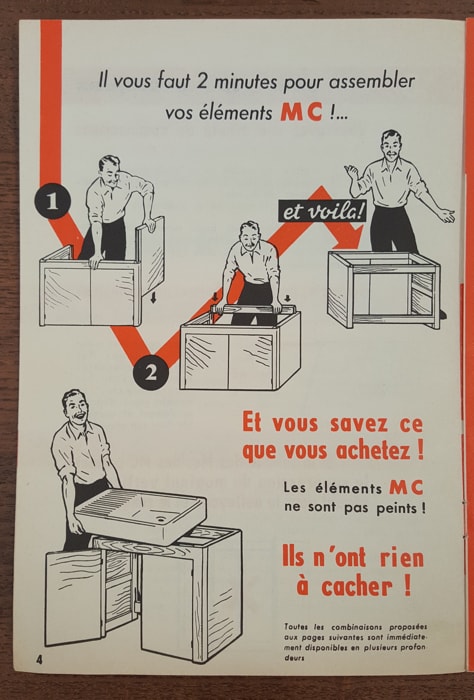 Il vous faut 2 minutes pour assembler
vos éléments MC !...
1
et voila!
2
Et vous savez ce
que vous achetez !
Les éléments MC
ne sont pas peints !
Ils n'ont rien
à cacher !
Toutes les combinaisons proposées
aux pages suivantes sont immédiate-
ment disponibles en plusieurs profon
deurs
4